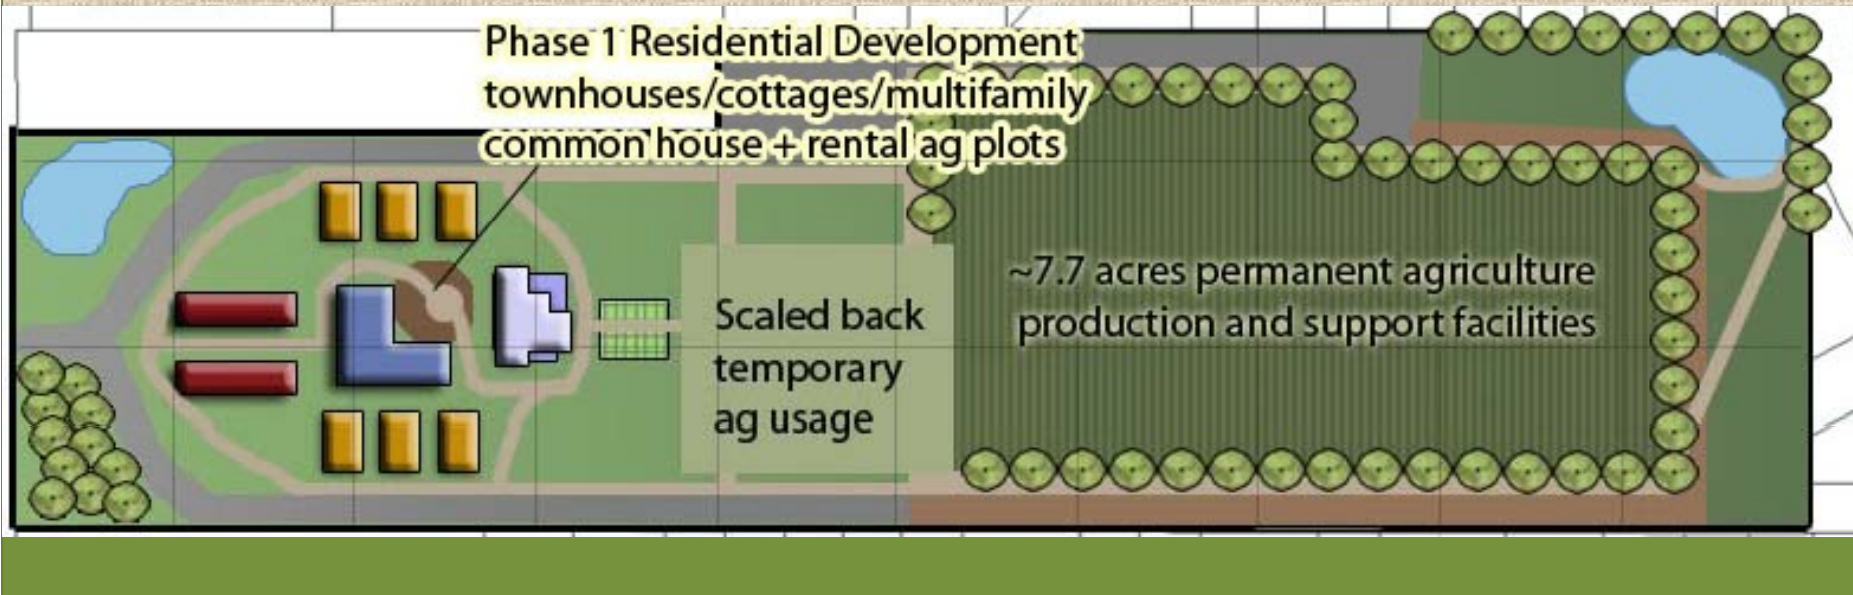 Phase 1 Residential Development
townhouses/cottages/multifamily
common house + rental ag plots
Scaled back
temporary
ag usage
~7.7 acres permanent agriculture
production and support facilities